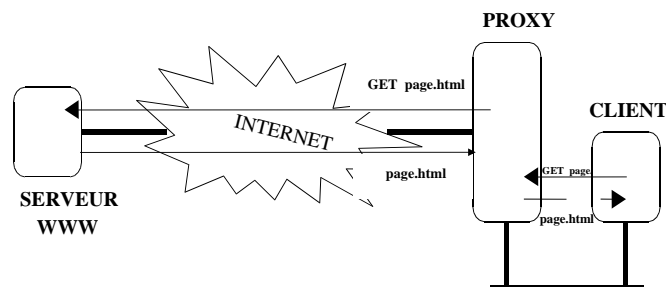 PROXY
GET page.html
CLIENT
INTERNET
GET page.
page.html
SERVEUR
WWW
page.html